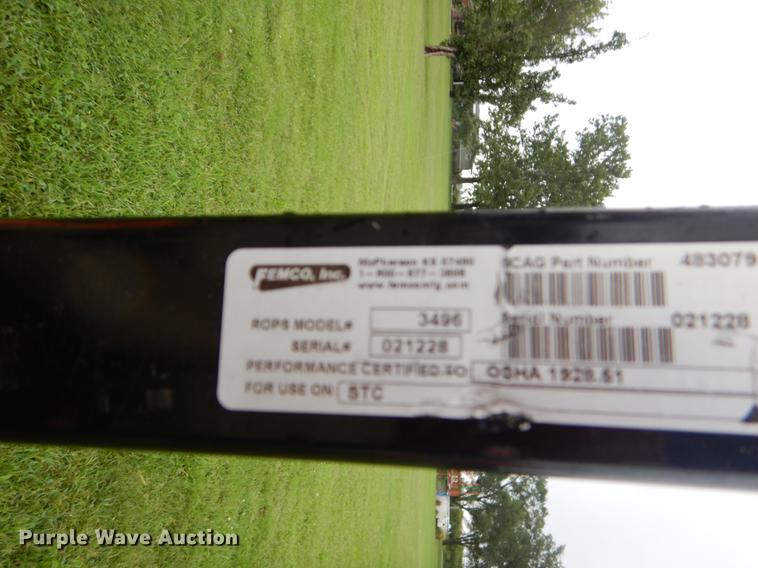 FEMCO, Inc.
McPherson KS 67460
www.femcomfg.com
CAG Part Number 483079
Serial Number 021228
ROPS MODEL# 3496
SERIAL# 021228
PERFORMANCE CERTIFIED TO OSHA 1928.51
FOR USE ON: STC
Purple Wave Auction